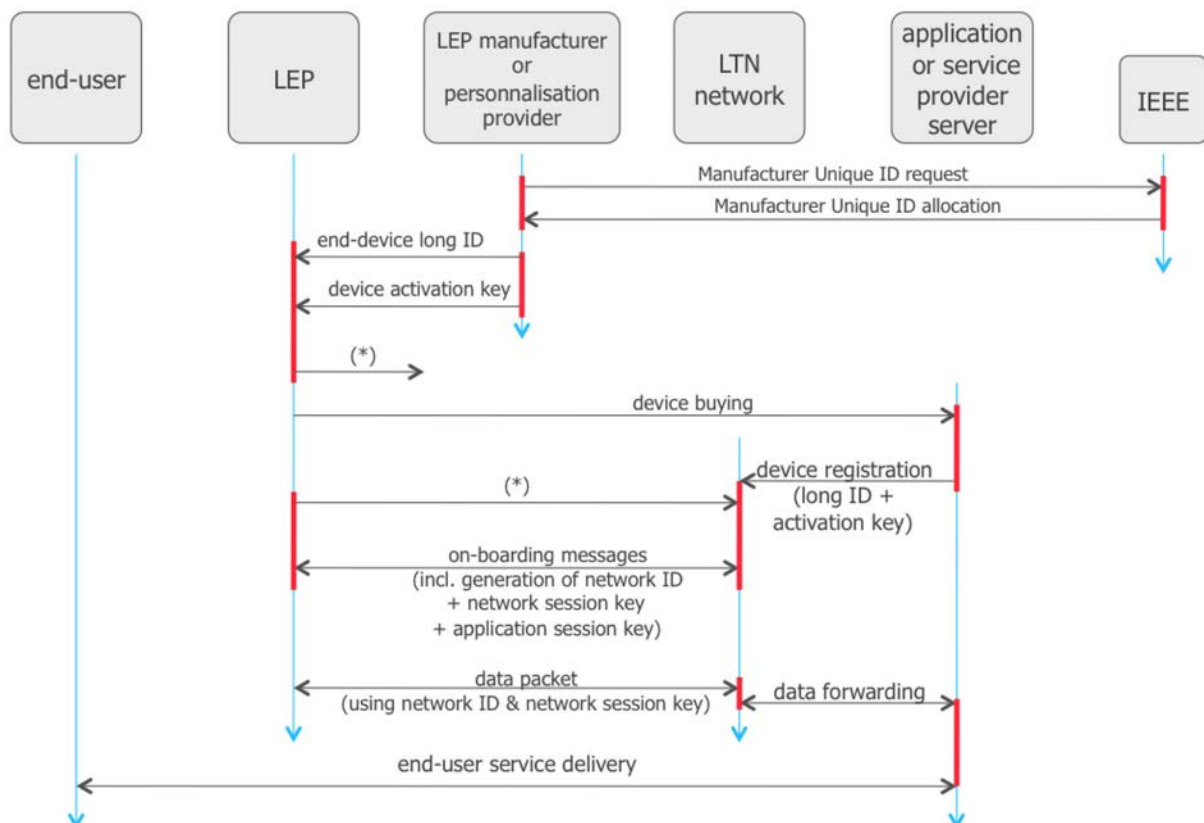 end-user
LEP
LEP manufacturer
or
personnalisation
provider
LTN
network
application
or service
provider
server
IEEE
Manufacturer Unique ID request
Manufacturer Unique ID allocation
end-device long ID
device activation key
(*)
device buying
device registration
(long ID +
activation key)
(*)
on-boarding messages
(incl. generation of network ID
+ network session key
+ application session key)
data packet
(using network ID & network session key)
data forwarding
end-user service delivery